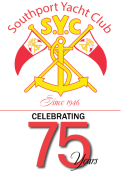 Southport Yacht Club
S.Y.C.
Since 1946
CELEBRATING
75
Years